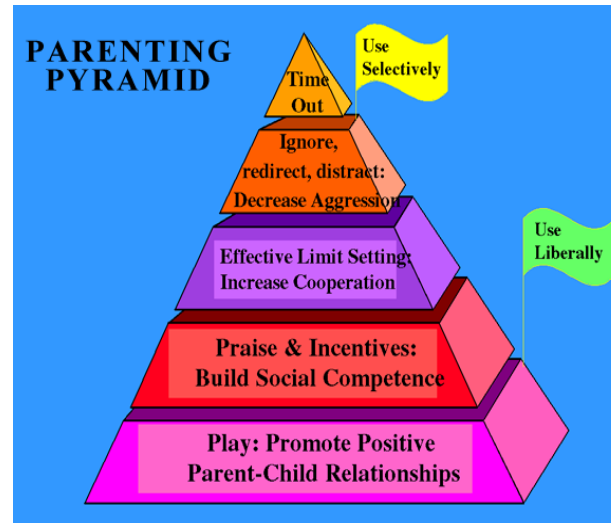 PARENTING
PYRAMID
Use
Selectively
Time
Out
Ignore,
redirect, distract:
Decrease Aggression
Use
Liberally
Effective Limit Setting:
Increase Cooperation
Praise & Incentives:
Build Social Competence
Play: Promote Positive
Parent-Child Relationships